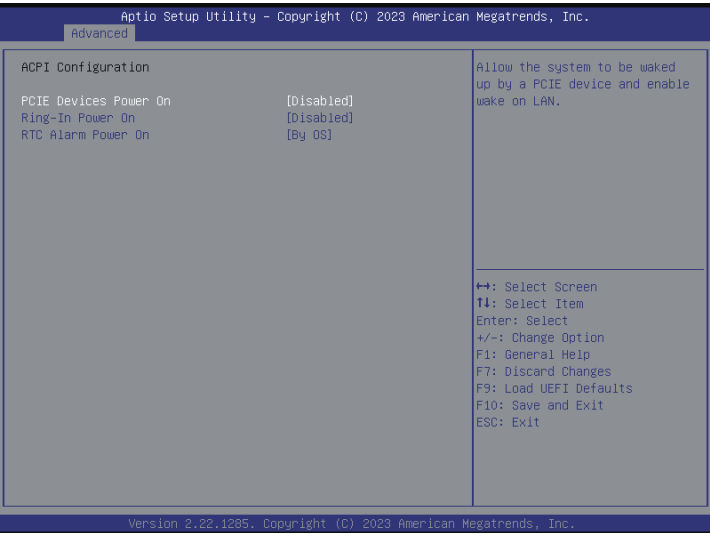 Aptio Setup Utility – Copyright (C) 2023 American Megatrends, Inc.
Advanced
ACPI Configuration
PCIE Devices Power On [Disabled]
Ring-In Power On [Disabled]
RTC Alarm Power On [By OS]
Allow the system to be waked
up by a PCIE device and enable
wake on LAN.
↔: Select Screen
↑↓: Select Item
Enter: Select
+/-: Change Option
F1: General Help
F7: Discard Changes
F9: Load UEFI Defaults
F10: Save and Exit
ESC: Exit
Version 2.22.1285. Copyright (C) 2023 American Megatrends, Inc.